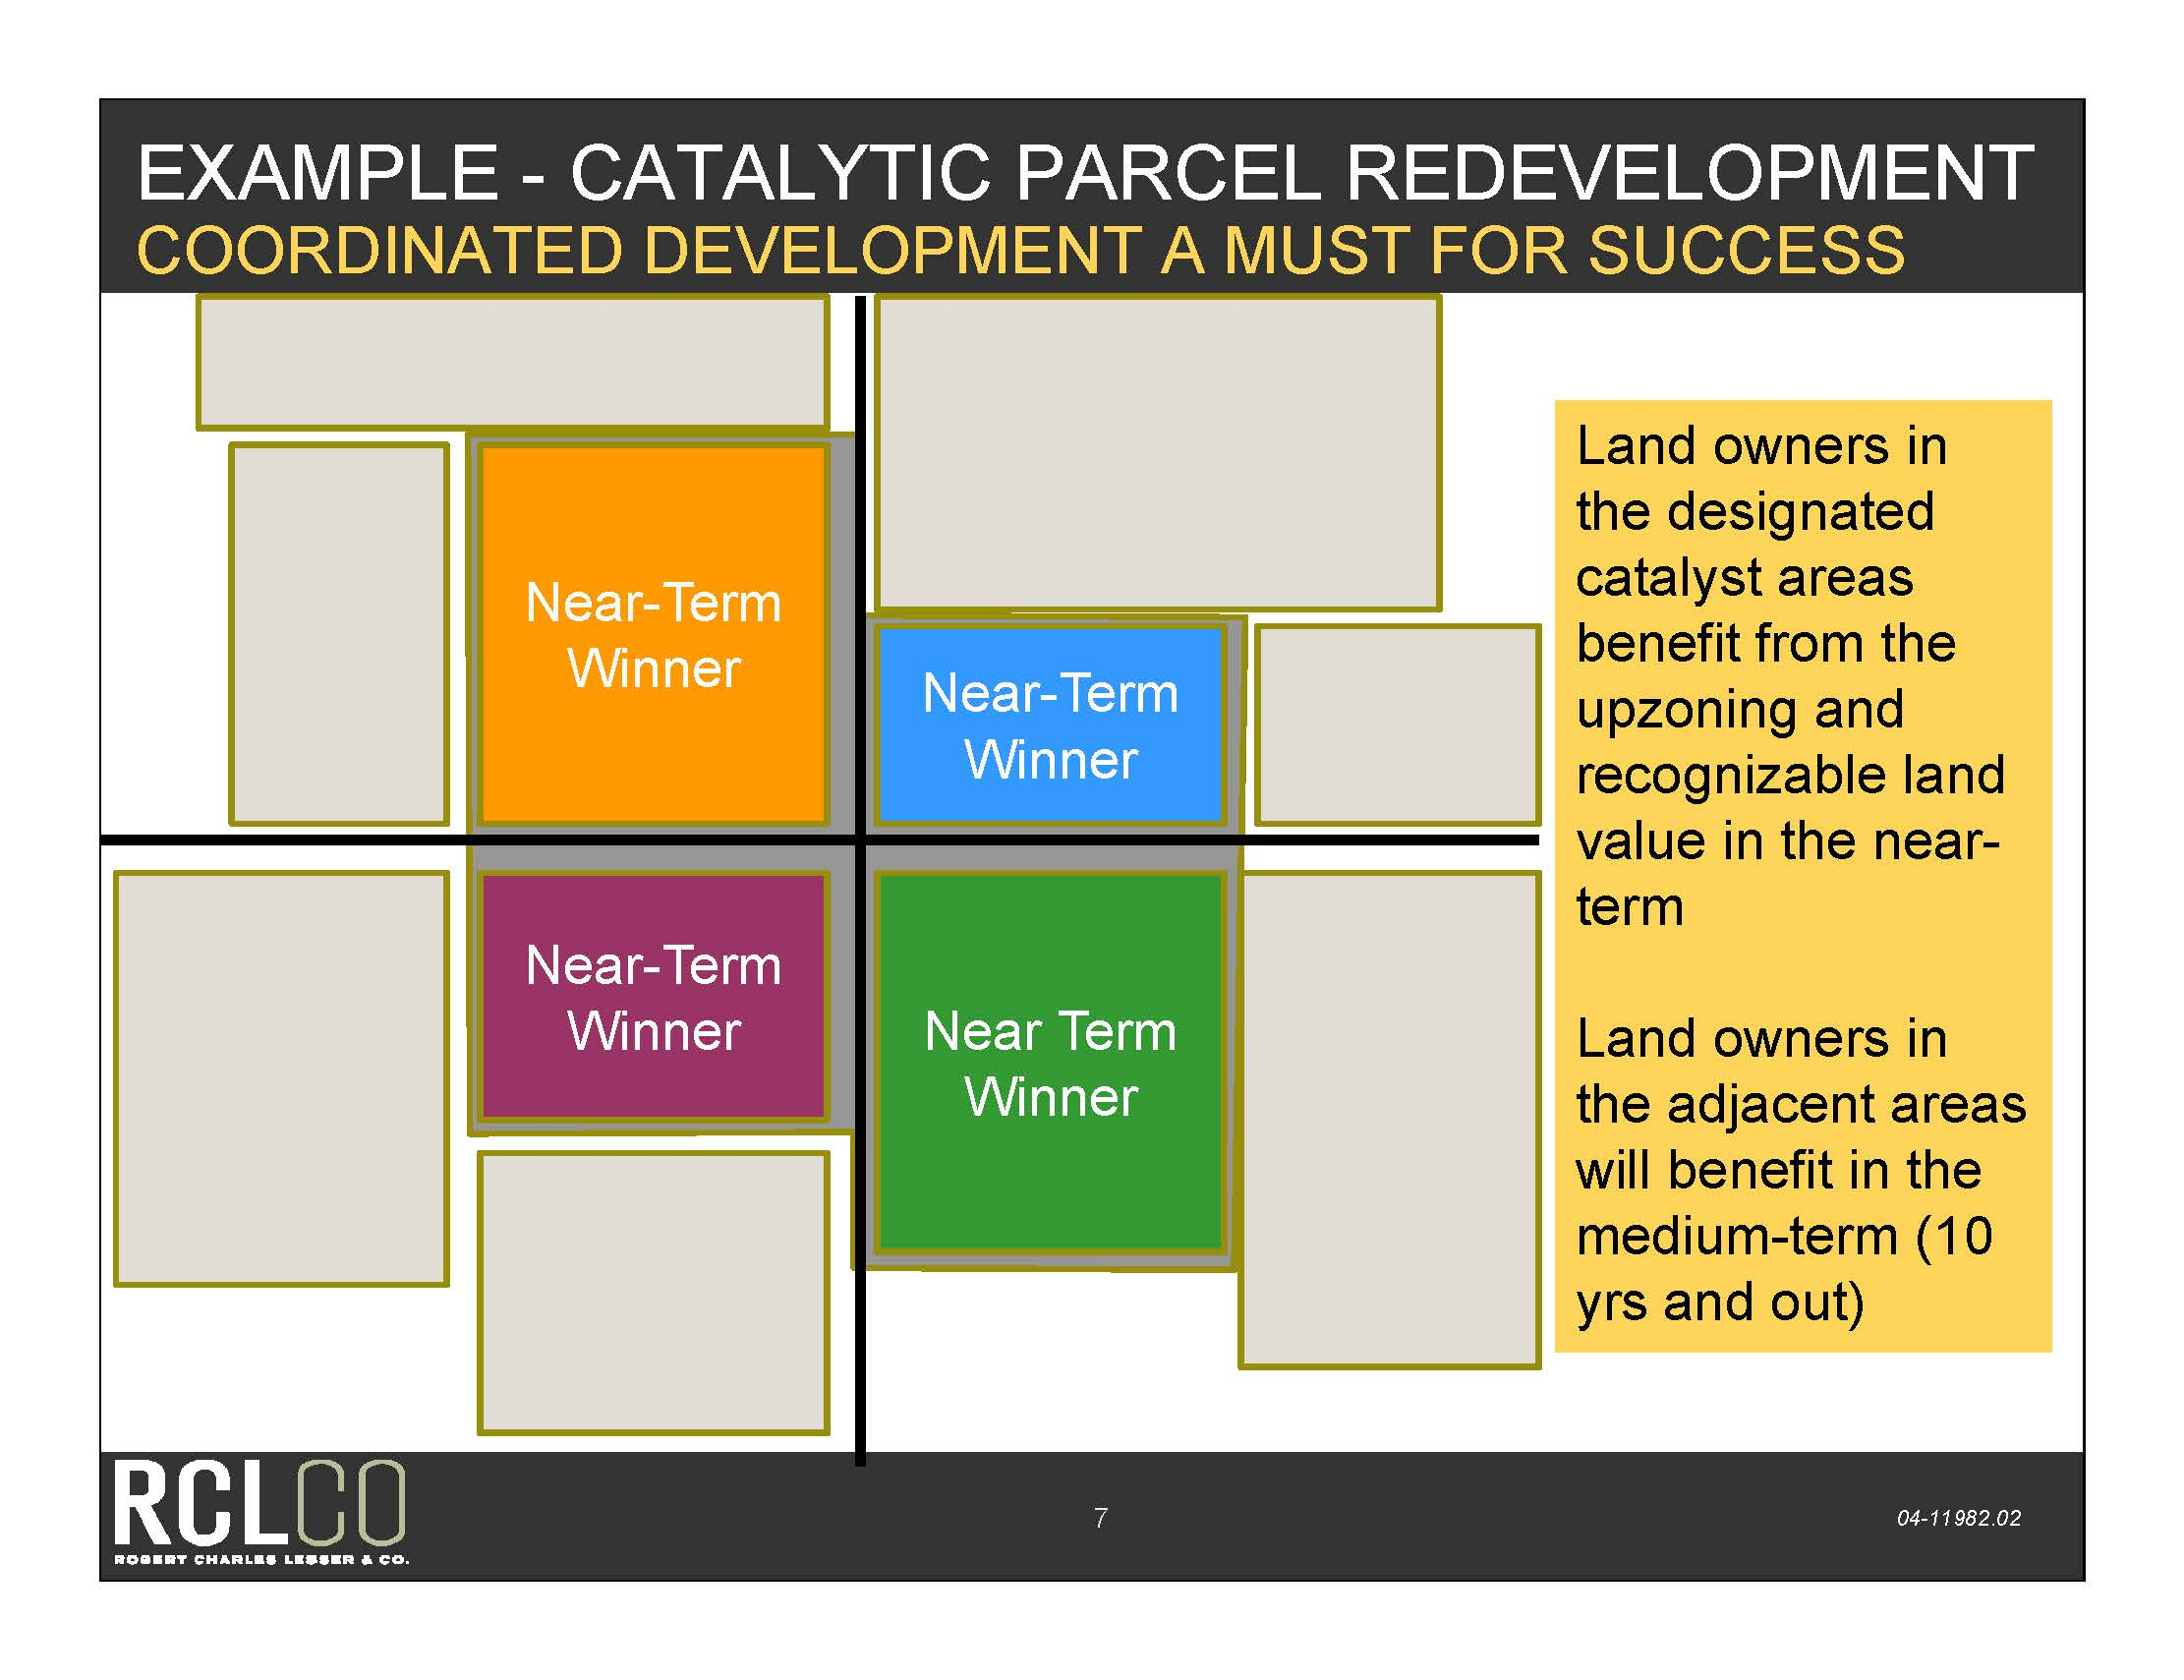 EXAMPLE - CATALYTIC PARCEL REDEVELOPMENT
COORDINATED DEVELOPMENT A MUST FOR SUCCESS
Near-Term
Winner
Near-Term
Winner
Near-Term
Winner
Near Term
Winner
Land owners in
the designated
catalyst areas
benefit from the
upzoning and
recognizable land
value in the near-
term
Land owners in
the adjacent areas
will benefit in the
medium-term (10
yrs and out)
RCLCO
ROBERT CHARLES LESSER & CO.
7
04-11982.02